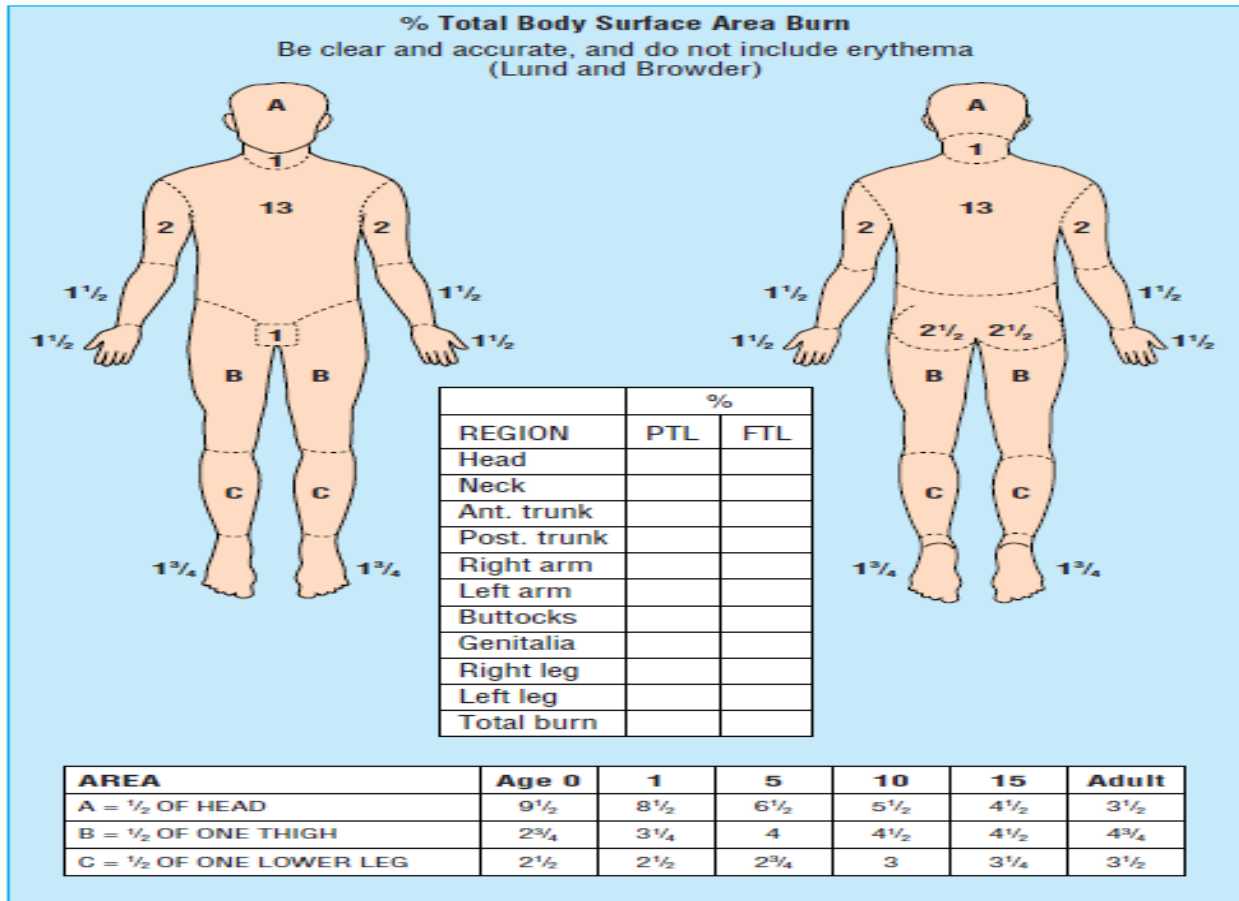 % Total Body Surface Area Burn
Be clear and accurate, and do not include erythema
(Lund and Browder)
A
A
1
1
13
13
2
2
2
2
1½
1½
1½
1½
1½
1½
1½
1½
1
2½
2½
B
B
B
B
C
C
C
C
1¾
1¾
1¾
1¾
%
REGION PTL FTL
Head
Neck
Ant. trunk
Post. trunk
Right arm
Left arm
Buttocks
Genitalia
Right leg
Left leg
Total burn
AREA Age 0 1 5 10 15 Adult
A = ½ OF HEAD 9½ 8½ 6½ 5½ 4½ 3½
B = ½ OF ONE THIGH 2¾ 3¼ 4 4½ 4½ 4¾
C = ½ OF ONE LOWER LEG 2½ 2½ 2¾ 3 3¼ 3½